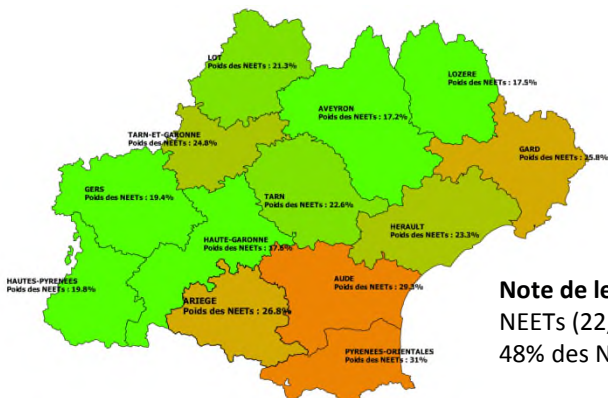 LOT
Poids des NEETs : 21.3%
LOZERE
Poids des NEETs : 17.5%
AVEYRON
Poids des NEETs : 17.2%
TARN-ET-GARONNE
Poids des NEETs : 24.8%
GARD
Poids des NEETs : 25.8%
GERS
Poids des NEETs : 19.4%
TARN
Poids des NEETs : 22.6%
HERAULT
Poids des NEETs : 23.3%
HAUTE-GARONNE
Poids des NEETs :
HAUTES-PYRENEES
Poids des NEETs : 19.8%
AUDE
Poids des NEETs : 29.3%
ARIEGE
Poids des NEETs : 26.8%
Note de le
NEETs (22,
48% des N
PYRENEES-ORIENTALES
Poids des NEETs : 31%